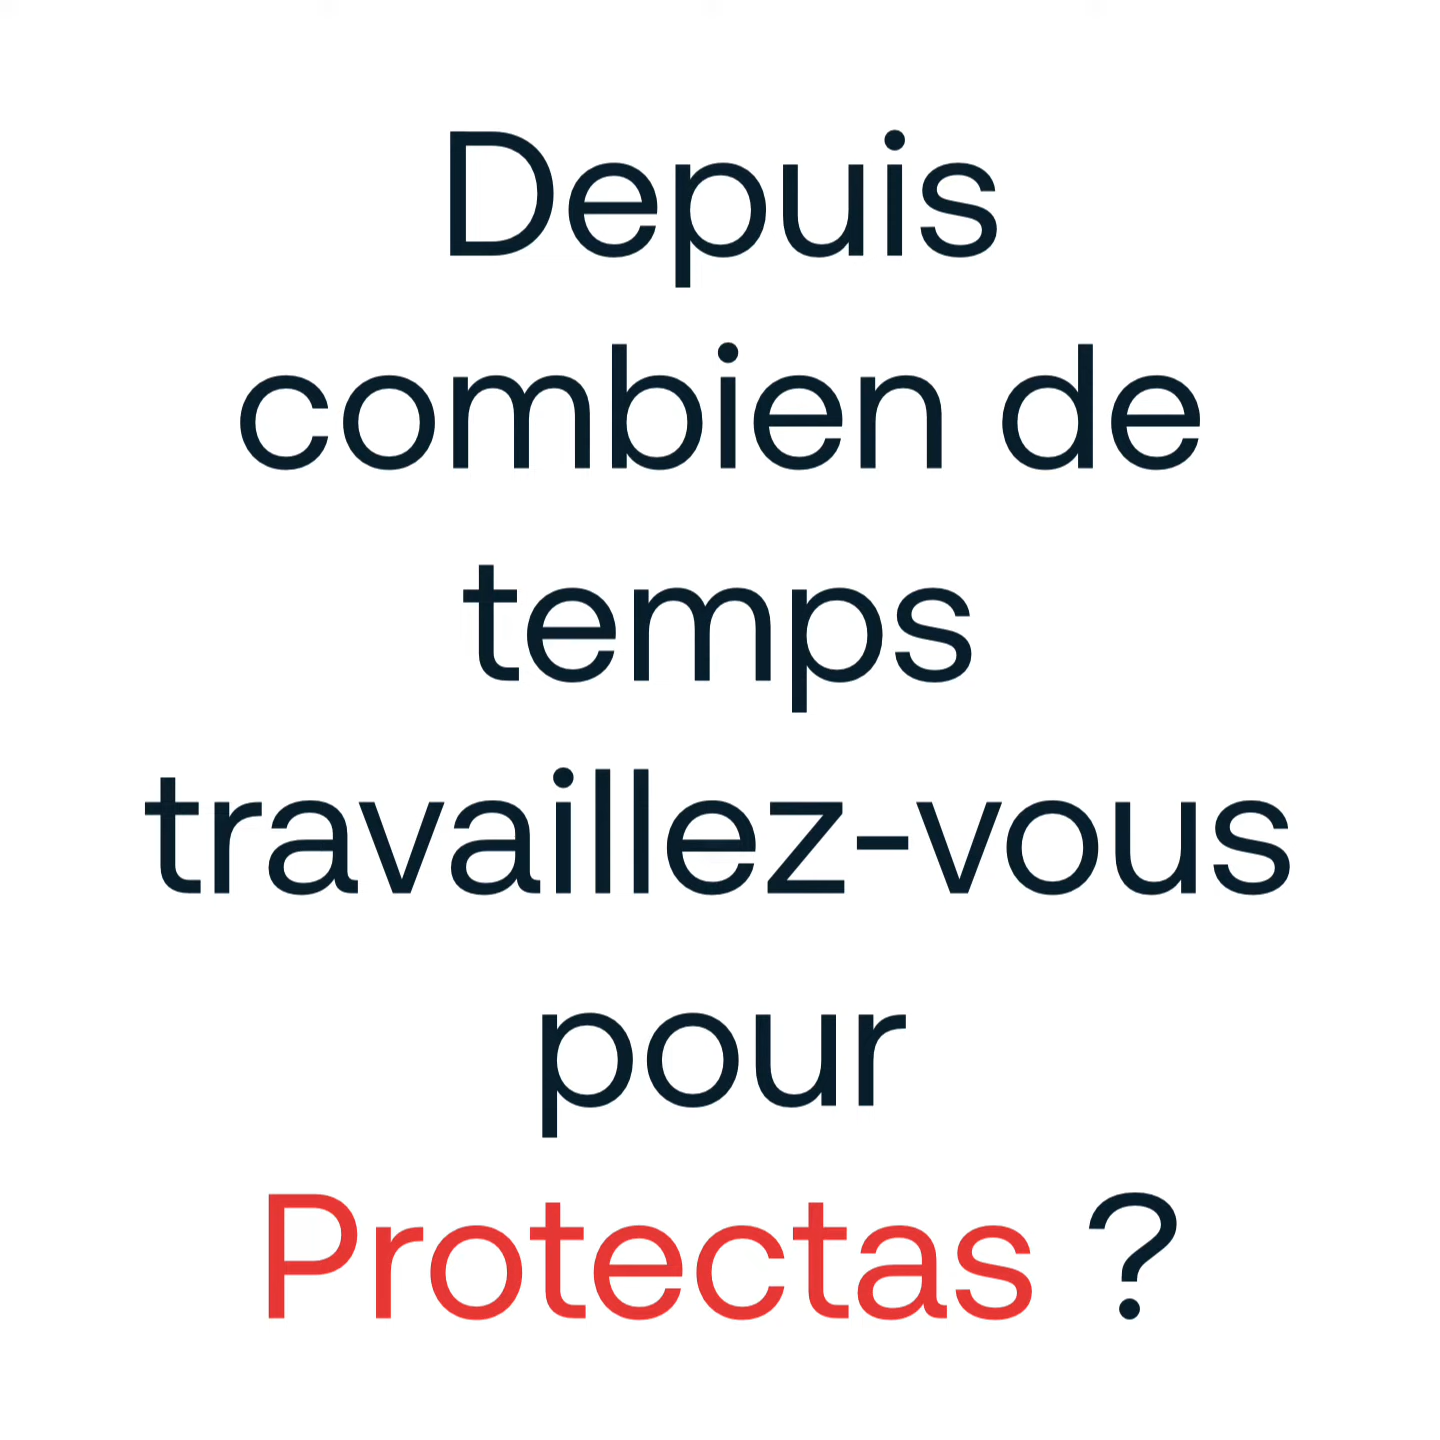 Depuis
combien de
temps
travaillez-vous
pour
Protectas ?